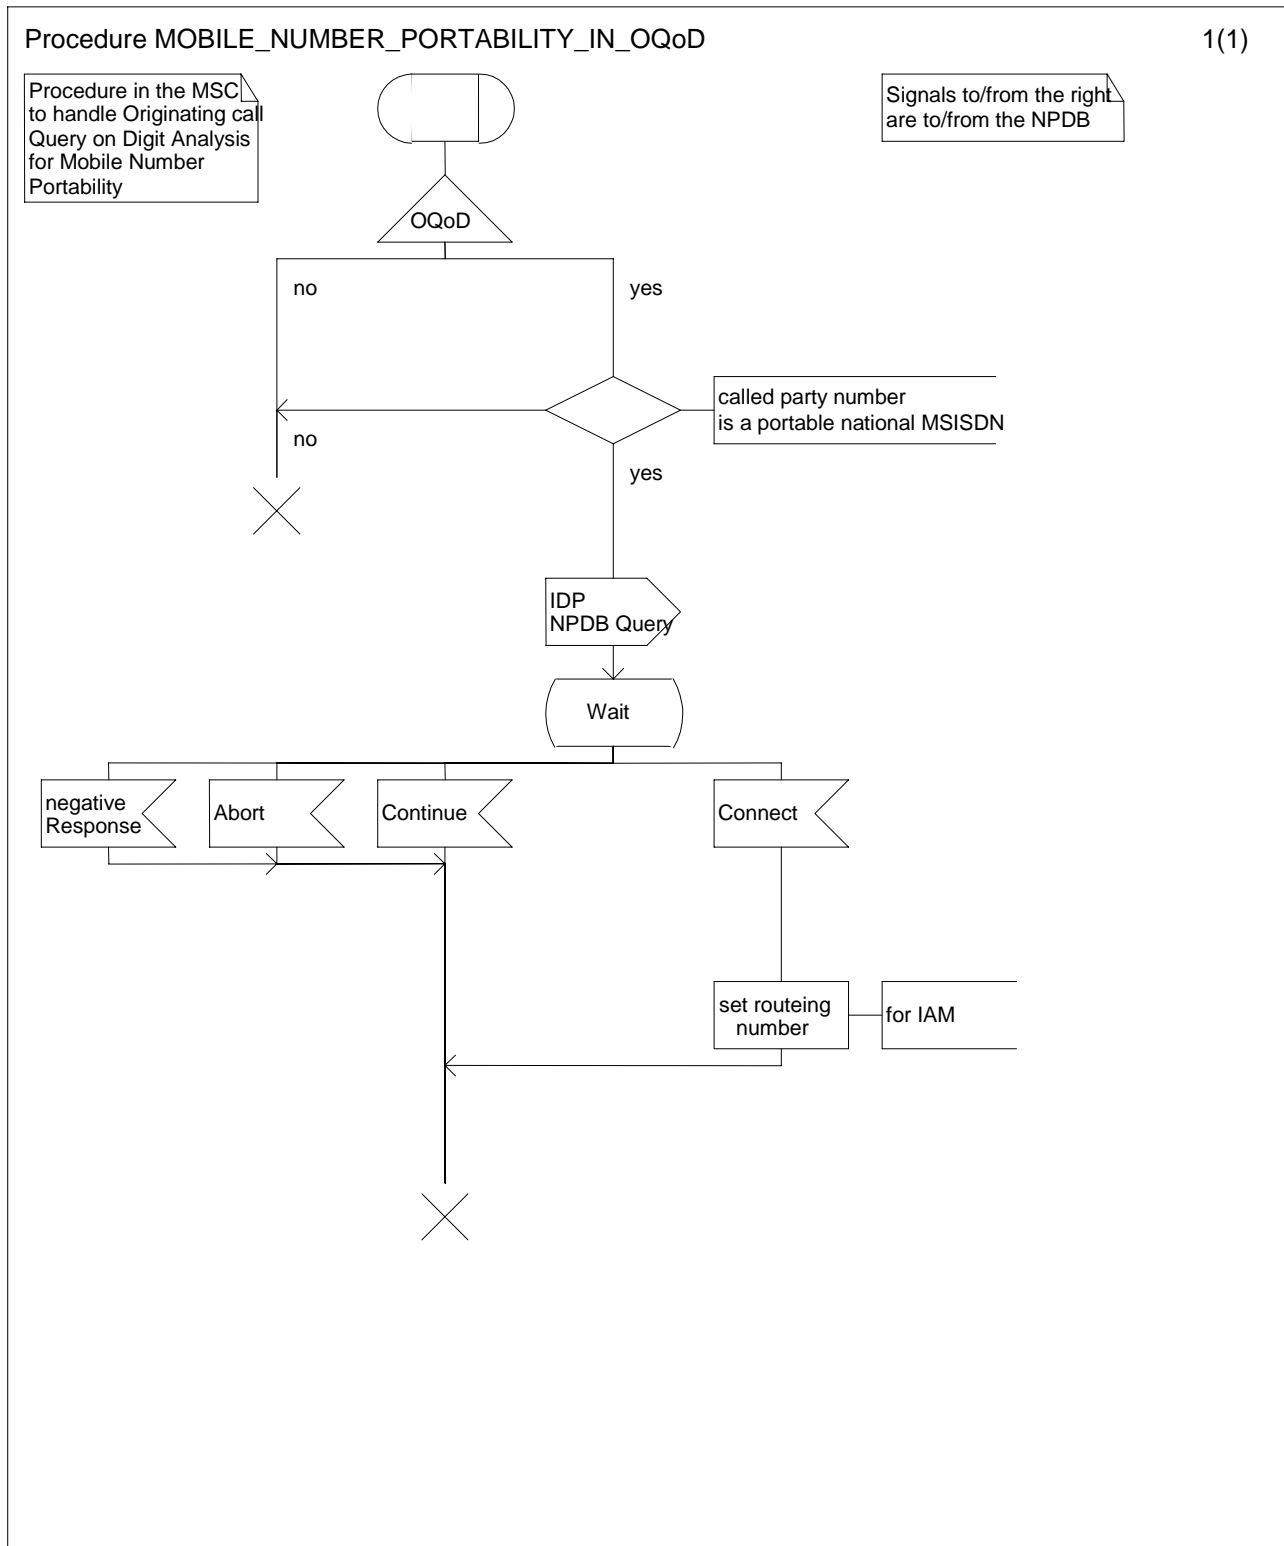 Procedure MOBILE_NUMBER_PORTABILITY_IN_OQoD
1(1)
Procedure in the MSC
to handle Originating call
Query on Digit Analysis
for Mobile Number
Portability
Signals to/from the right
are to/from the NPDB
OQoD
no
yes
called party number
is a portable national MSISDN
no
yes
IDP
NPDB Query
Wait
negative
Response
Abort
Continue
Connect
set routeing
number
for IAM